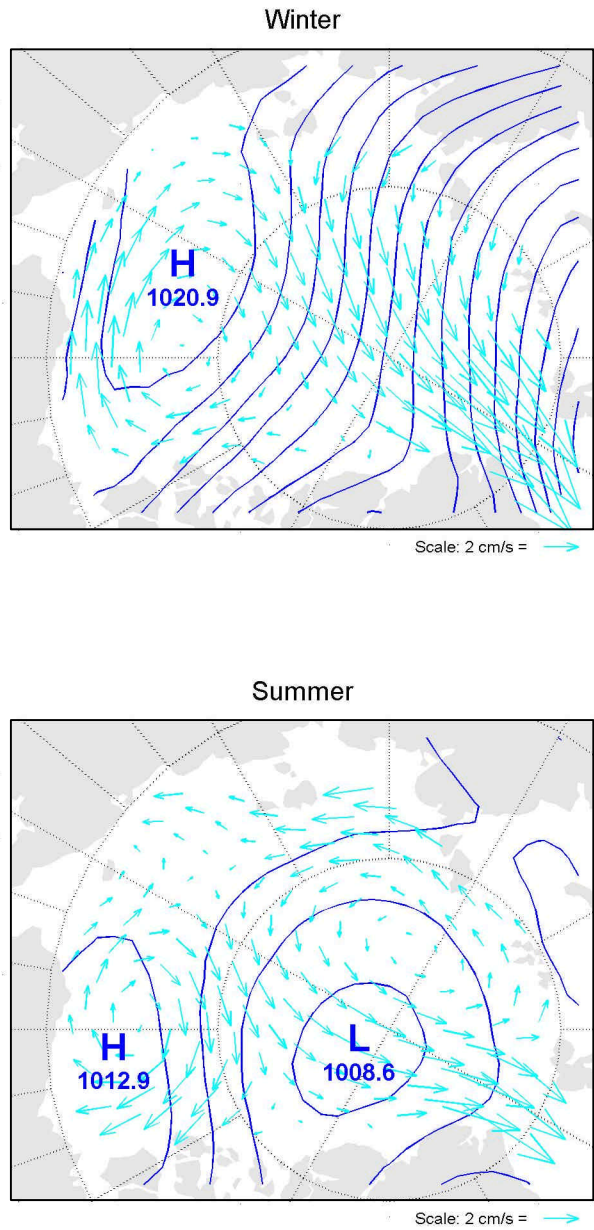 Winter
H
1020.9
Scale: 2 cm/s =
Summer
H
1012.9
L
1008.6
Scale: 2 cm/s =